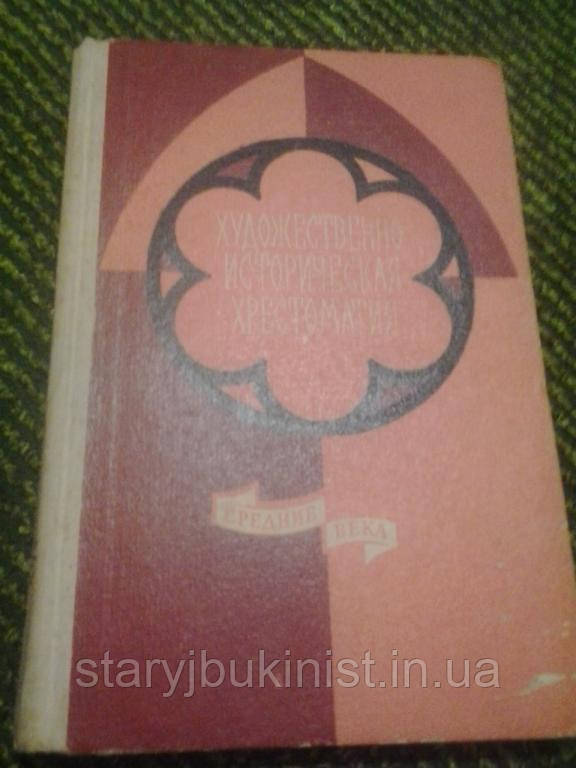 ХУДОЖЕСТВЕННО
ИСТОРИЧЕСКАЯ
ХРЕСТОМАТИЯ
СРЕДНИЕ
ВЕКА
staryjbukinist.in.ua